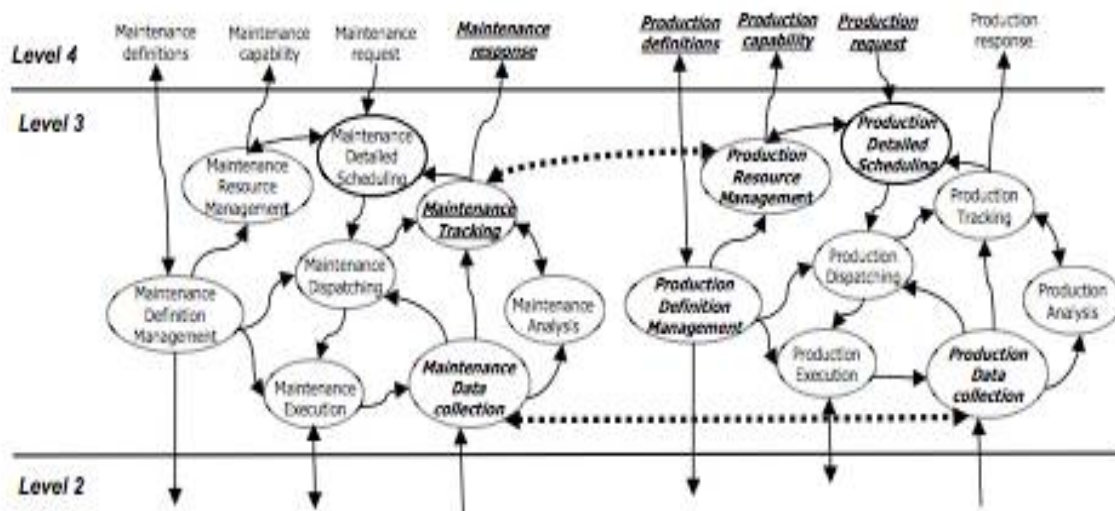 Maintenance
definitions
Maintenance
capability
Maintenance
request
Maintenance
response
Production
definitions
Production
capability
Production
request
Production
response
Level 4
Level 3
Maintenance
Resource
Management
Maintenance
Detailed
Scheduling
Maintenance
Tracking
Maintenance
Dispatching
Maintenance
Definition
Management
Maintenance
Analysis
Maintenance
Execution
Maintenance
Data
collection
Production
Resource
Management
Production
Detailed
Scheduling
Production
Tracking
Production
Dispatching
Production
Definition
Management
Production
Analysis
Production
Execution
Production
Data
collection
Level 2